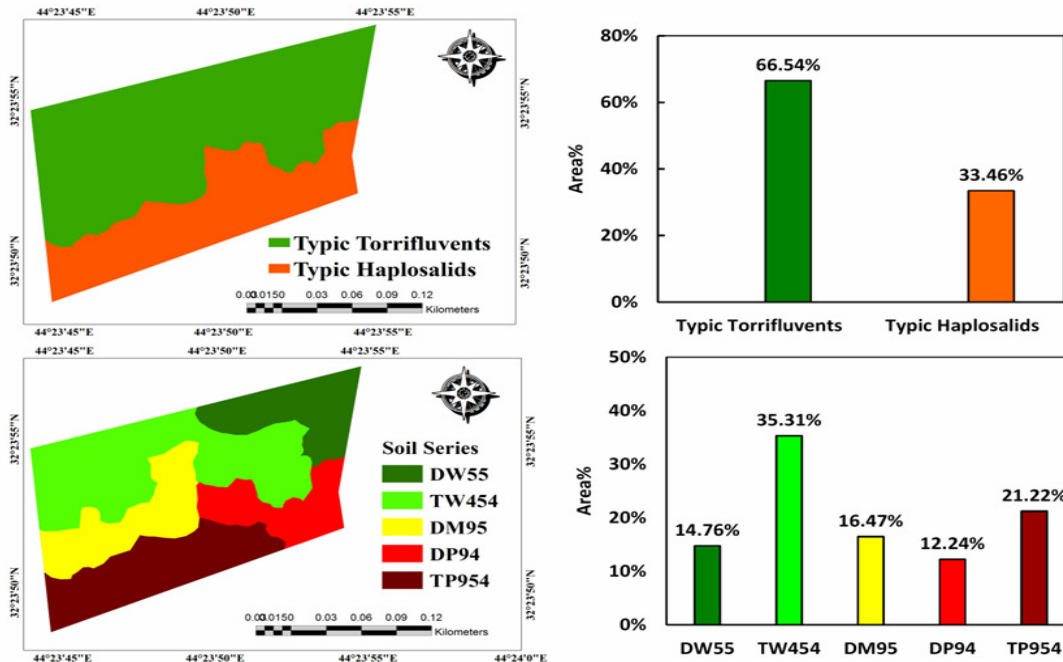 44°23'45"E 44°23'50"E 44°23'55"E
32°23'55"N
32°23'50"N
32°23'55"N
32°23'50"N
Typic Torrifluvents
Typic Haplosalids
0.03 0.06 0.09 0.12
Kilometers
44°23'45"E 44°23'50"E 44°23'55"E
80%
60%
40%
20%
0%
Area%
66.54%
33.46%
Typic Torrifluvents Typic Haplosalids
44°23'45"E 44°23'50"E 44°23'55"E
32°23'55"N
32°23'50"N
32°23'55"N
32°23'50"N
Soil Series
DW55
TW454
DM95
DP94
TP954
0.03 0.06 0.09 0.12
Kilometers
44°23'45"E 44°23'50"E 44°23'55"E 44°24'0"E
50%
40%
30%
20%
10%
0%
Area%
14.76%
35.31%
16.47%
12.24%
21.22%
DW55 TW454 DM95 DP94 TP954